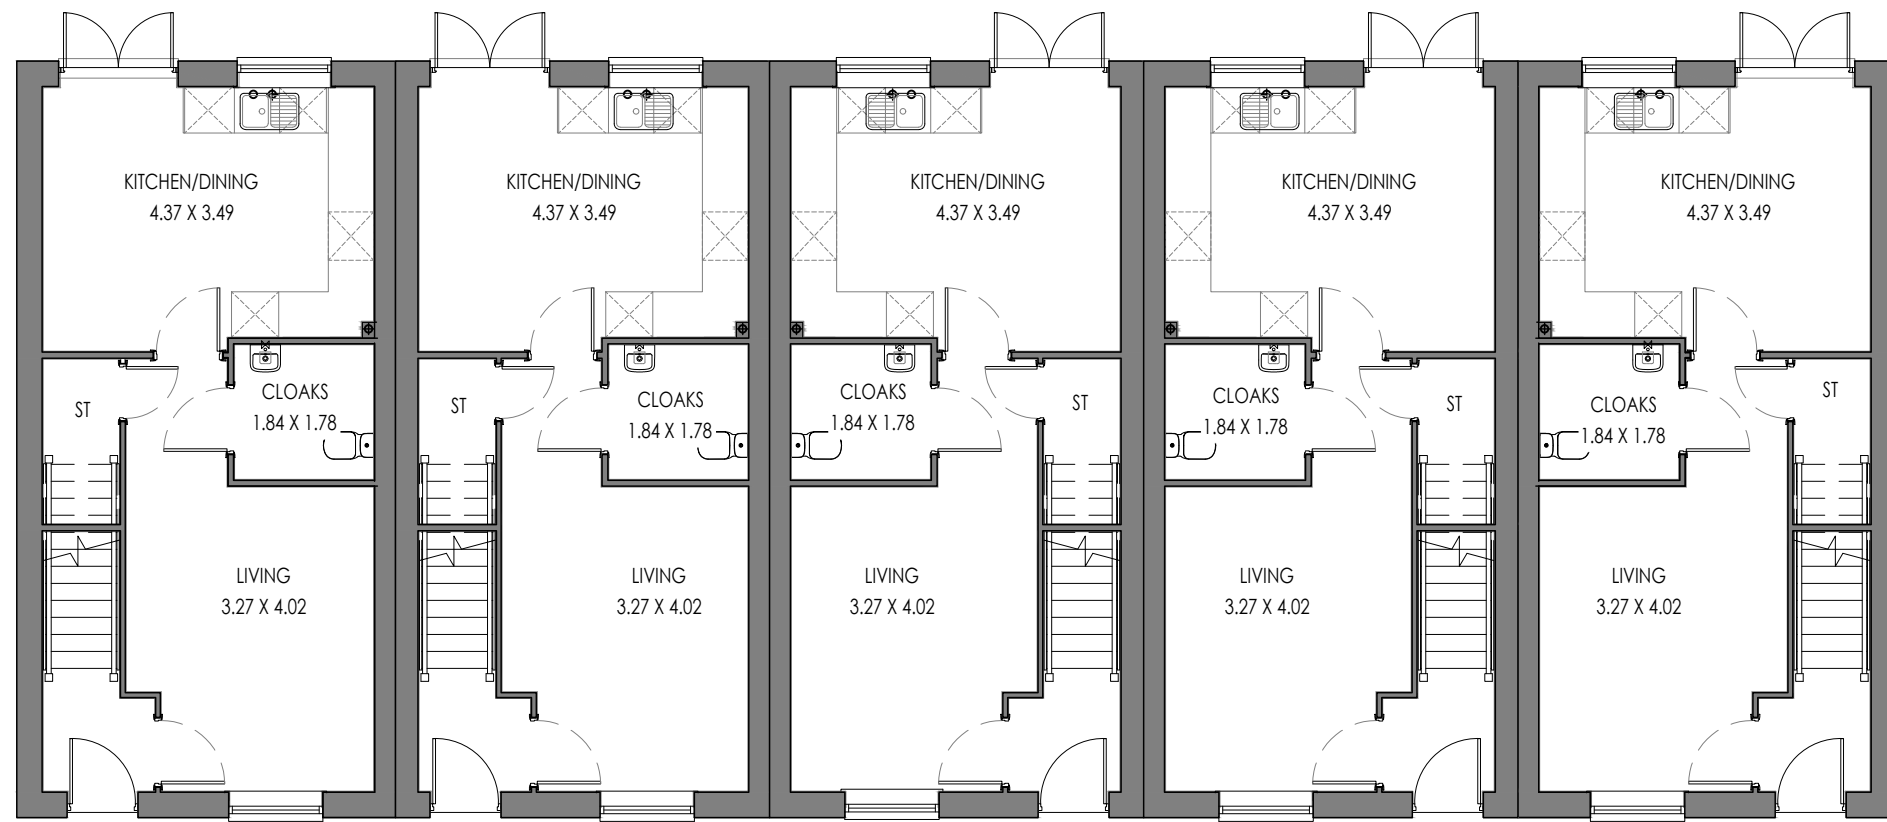 KITCHEN/DINING
4.37 X 3.49
KITCHEN/DINING
4.37 X 3.49
KITCHEN/DINING
4.37 X 3.49
KITCHEN/DINING
4.37 X 3.49
KITCHEN/DINING
4.37 X 3.49
ST
CLOAKS
1.84 X 1.78
ST
CLOAKS
1.84 X 1.78
CLOAKS
1.84 X 1.78
ST
CLOAKS
1.84 X 1.78
ST
CLOAKS
1.84 X 1.78
ST
LIVING
3.27 X 4.02
LIVING
3.27 X 4.02
LIVING
3.27 X 4.02
LIVING
3.27 X 4.02
LIVING
3.27 X 4.02